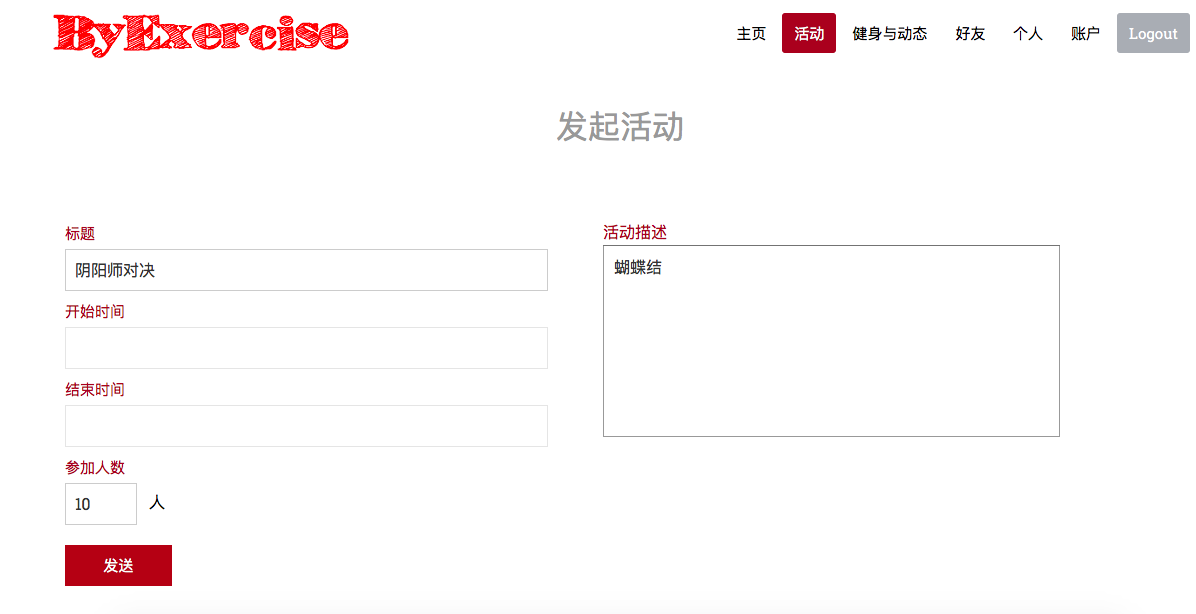 ByExercise
主页 活动 健身与动态 好友 个人 账户 Logout
发起活动
标题
阴阳师对决
开始时间
结束时间
参加人数
10 人
发送
活动描述
蝴蝶结